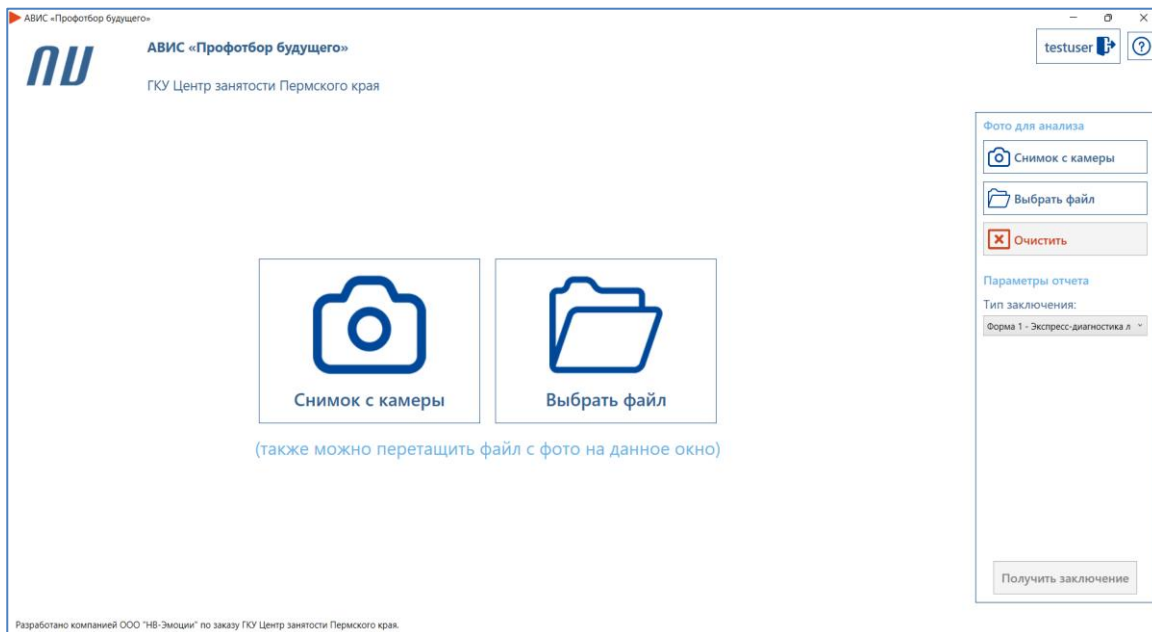 АВИС «Профотбор будущего»
АВИС «Профотбор будущего»
testuser
ГКУ Центр занятости Пермского края
Фото для анализа
Снимок с камеры
Выбрать файл
Очистить
Параметры отчета
Тип заключения:
Форма 1 - Экспресс-диагностика л
Снимок с камеры
Выбрать файл
(также можно перетащить файл с фото на данное окно)
Получить заключение
Разработано компанией ООО "НВ-Эмоции" по заказу ГКУ Центр занятости Пермского края.